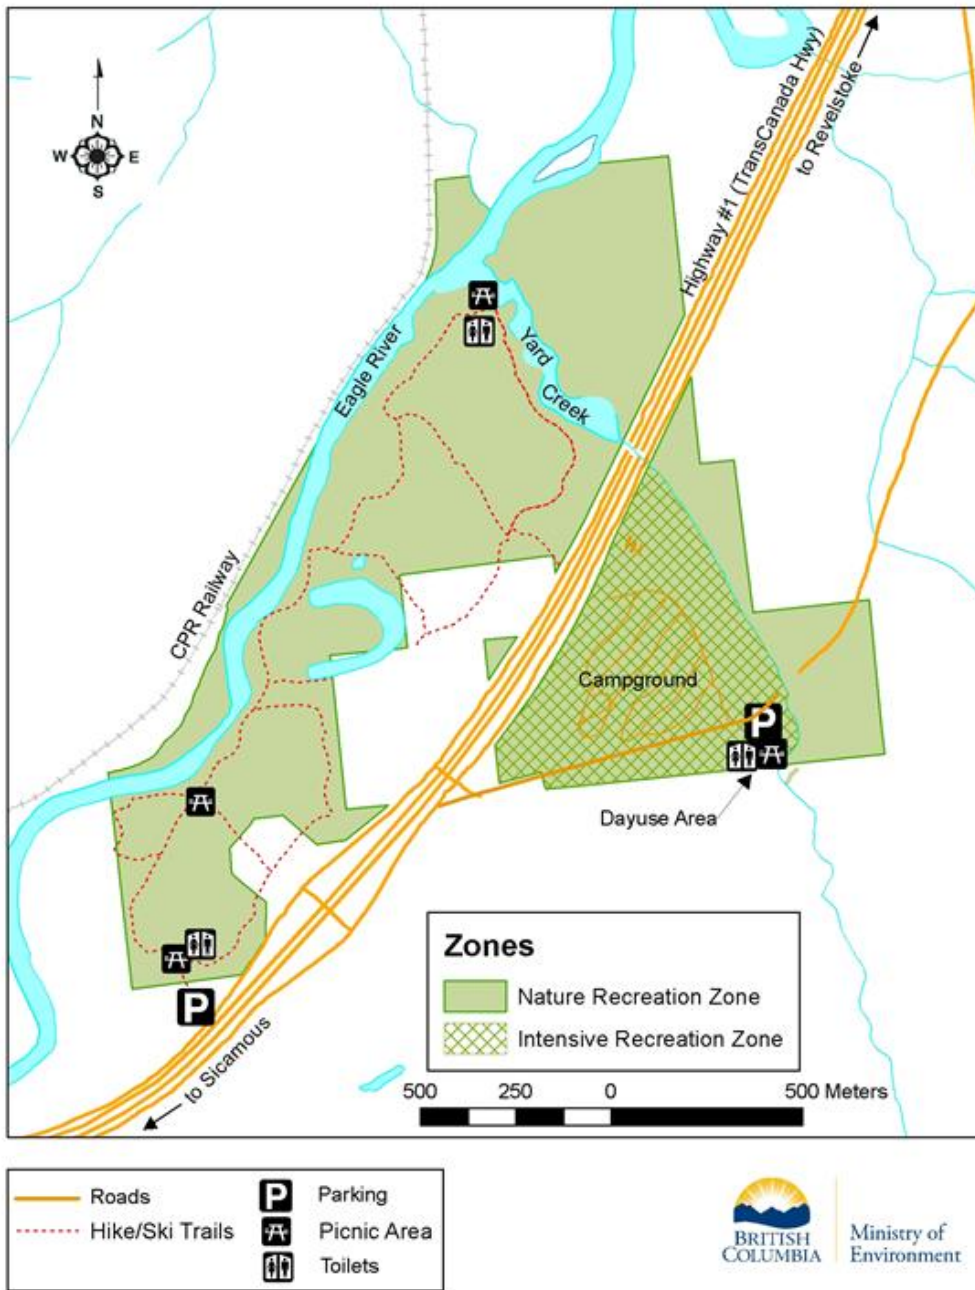 N
W E
S
Highway #1 (TransCanada Hwy)
to Revelstoke
Eagle River
Yard
Creek
CPR Railway
Campground
P
Dayuse Area
P
to Sicamous
Zones
Nature Recreation Zone
Intensive Recreation Zone
500 250 0 500 Meters
Roads
Hike/Ski Trails
P Parking
Picnic Area
Toilets
BRITISH
COLUMBIA
Ministry of
Environment